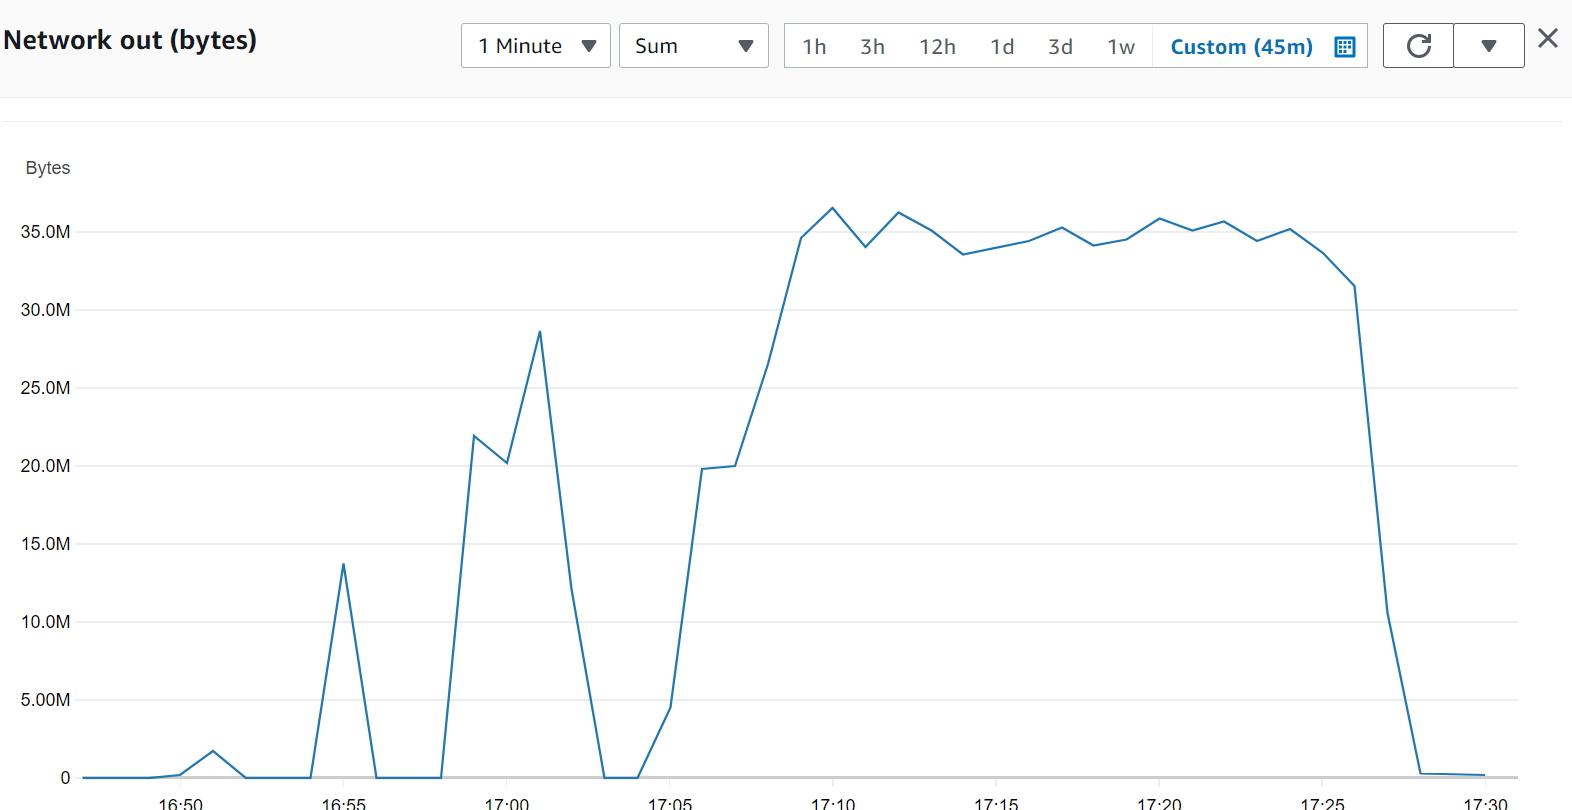 Network out (bytes)
1 Minute
Sum
1h 3h 12h 1d 3d 1w Custom (45m)
Bytes
35.0M
30.0M
25.0M
20.0M
15.0M
10.0M
5.00M
0
16:50 16:55 17:00 17:05 17:10 17:15 17:20 17:25 17:30